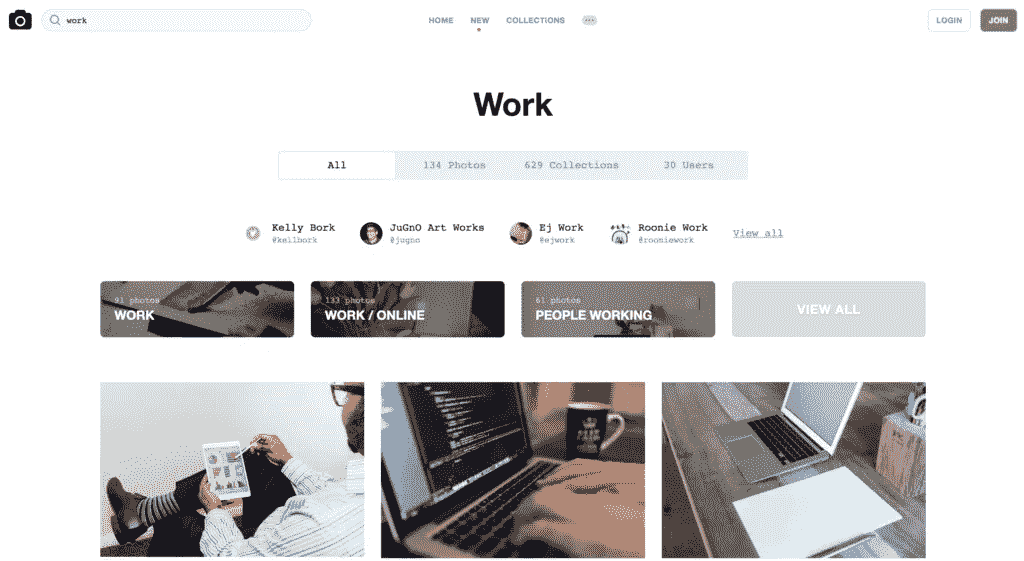 work
HOME NEW COLLECTIONS
LOGIN JOIN
Work
All 134 Photos 629 Collections 30 Users
Kelly Bork JuGnO Art Works Ej Work Roonie Work
@kellbork @jugno @ejwork @rooniework
View all
91 photos 133 photos 61 photos
WORK WORK / ONLINE PEOPLE WORKING VIEW ALL